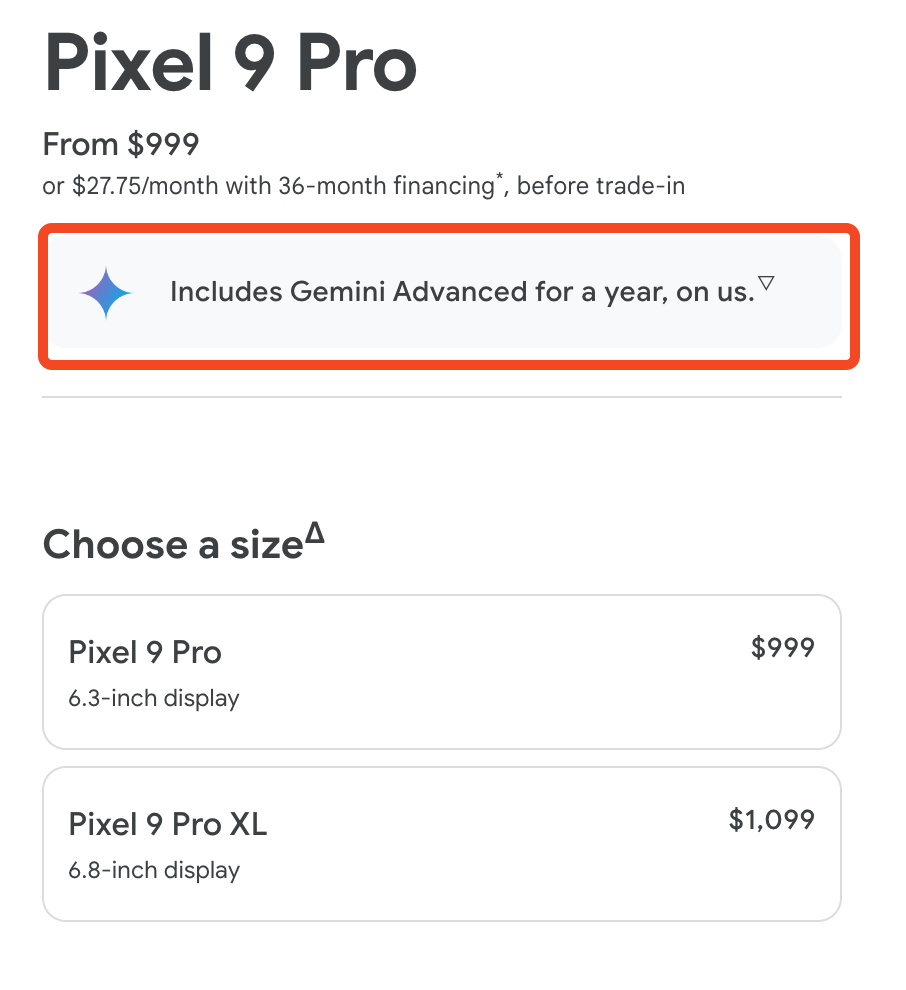 Pixel 9 Pro
From $999
or $27.75/month with 36-month financing*, before trade-in
Includes Gemini Advanced for a year, on us.▽
Choose a sizeΔ
Pixel 9 Pro
$999
6.3-inch display
Pixel 9 Pro XL
$1,099
6.8-inch display